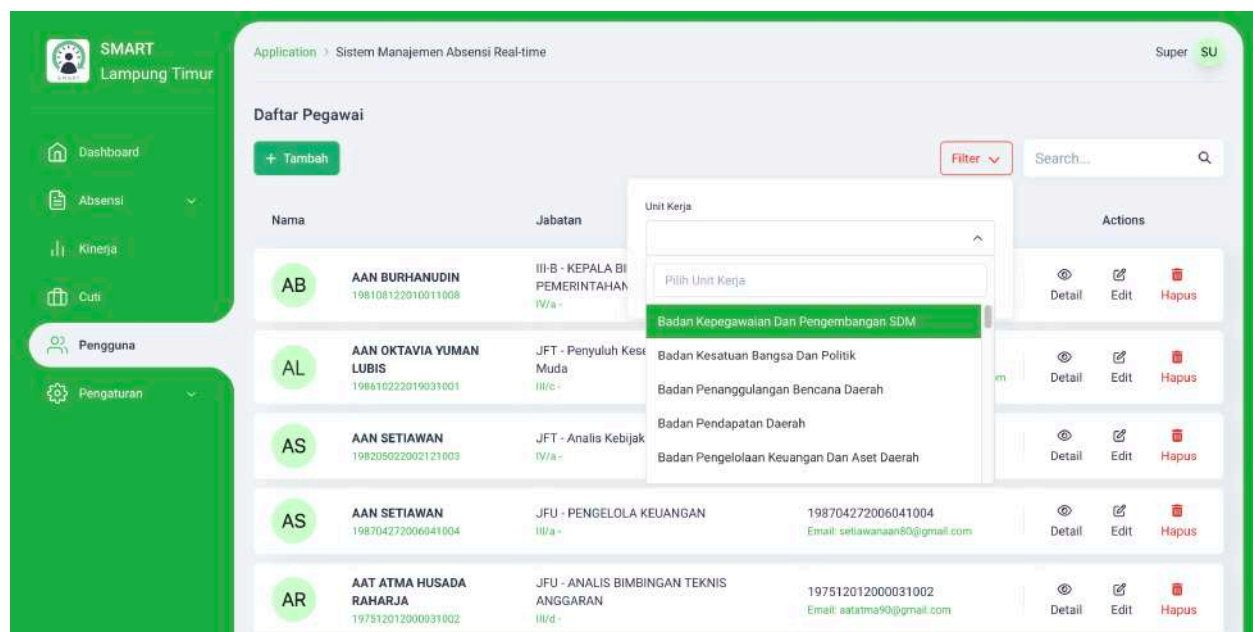 SMART
Lampung Timur
Application > Sistem Manajemen Absensi Real-time
Super SU
Dashboard
Absensi
Kinerja
Cuti
Pengguna
Pengaturan
Daftar Pegawai
+ Tambah
Filter
Search...
Nama
Jabatan
Actions
Unit Kerja
Pilih Unit Kerja
Badan Kepegawaian Dan Pengembangan SDM
Badan Kesatuan Bangsa Dan Politik
Badan Penanggulangan Bencana Daerah
Badan Pendapatan Daerah
Badan Pengelolaan Keuangan Dan Aset Daerah
AB
AAN BURHANUDIN
198108122010011008
III-B - KEPALA BI
PEMERINTAHAN
IV/a -
Detail Edit Hapus
AL
AAN OKTAVIA YUMAN
LUBIS
198610222019031001
JFT - Penyuluh Kese
Muda
III/c -
Detail Edit Hapus
AS
AAN SETIAWAN
198205022002121003
JFT - Analis Kebijak
IV/a -
Detail Edit Hapus
AS
AAN SETIAWAN
198704272006041004
JFU - PENGELOLA KEUANGAN
III/a -
198704272006041004
Email: setiawanaan80@gmail.com
Detail Edit Hapus
AR
AAT ATMA HUSADA
RAHARJA
197512012000031002
JFU - ANALIS BIMBINGAN TEKNIS
ANGGARAN
III/d -
197512012000031002
Email: aatatma90@gmail.com
Detail Edit Hapus